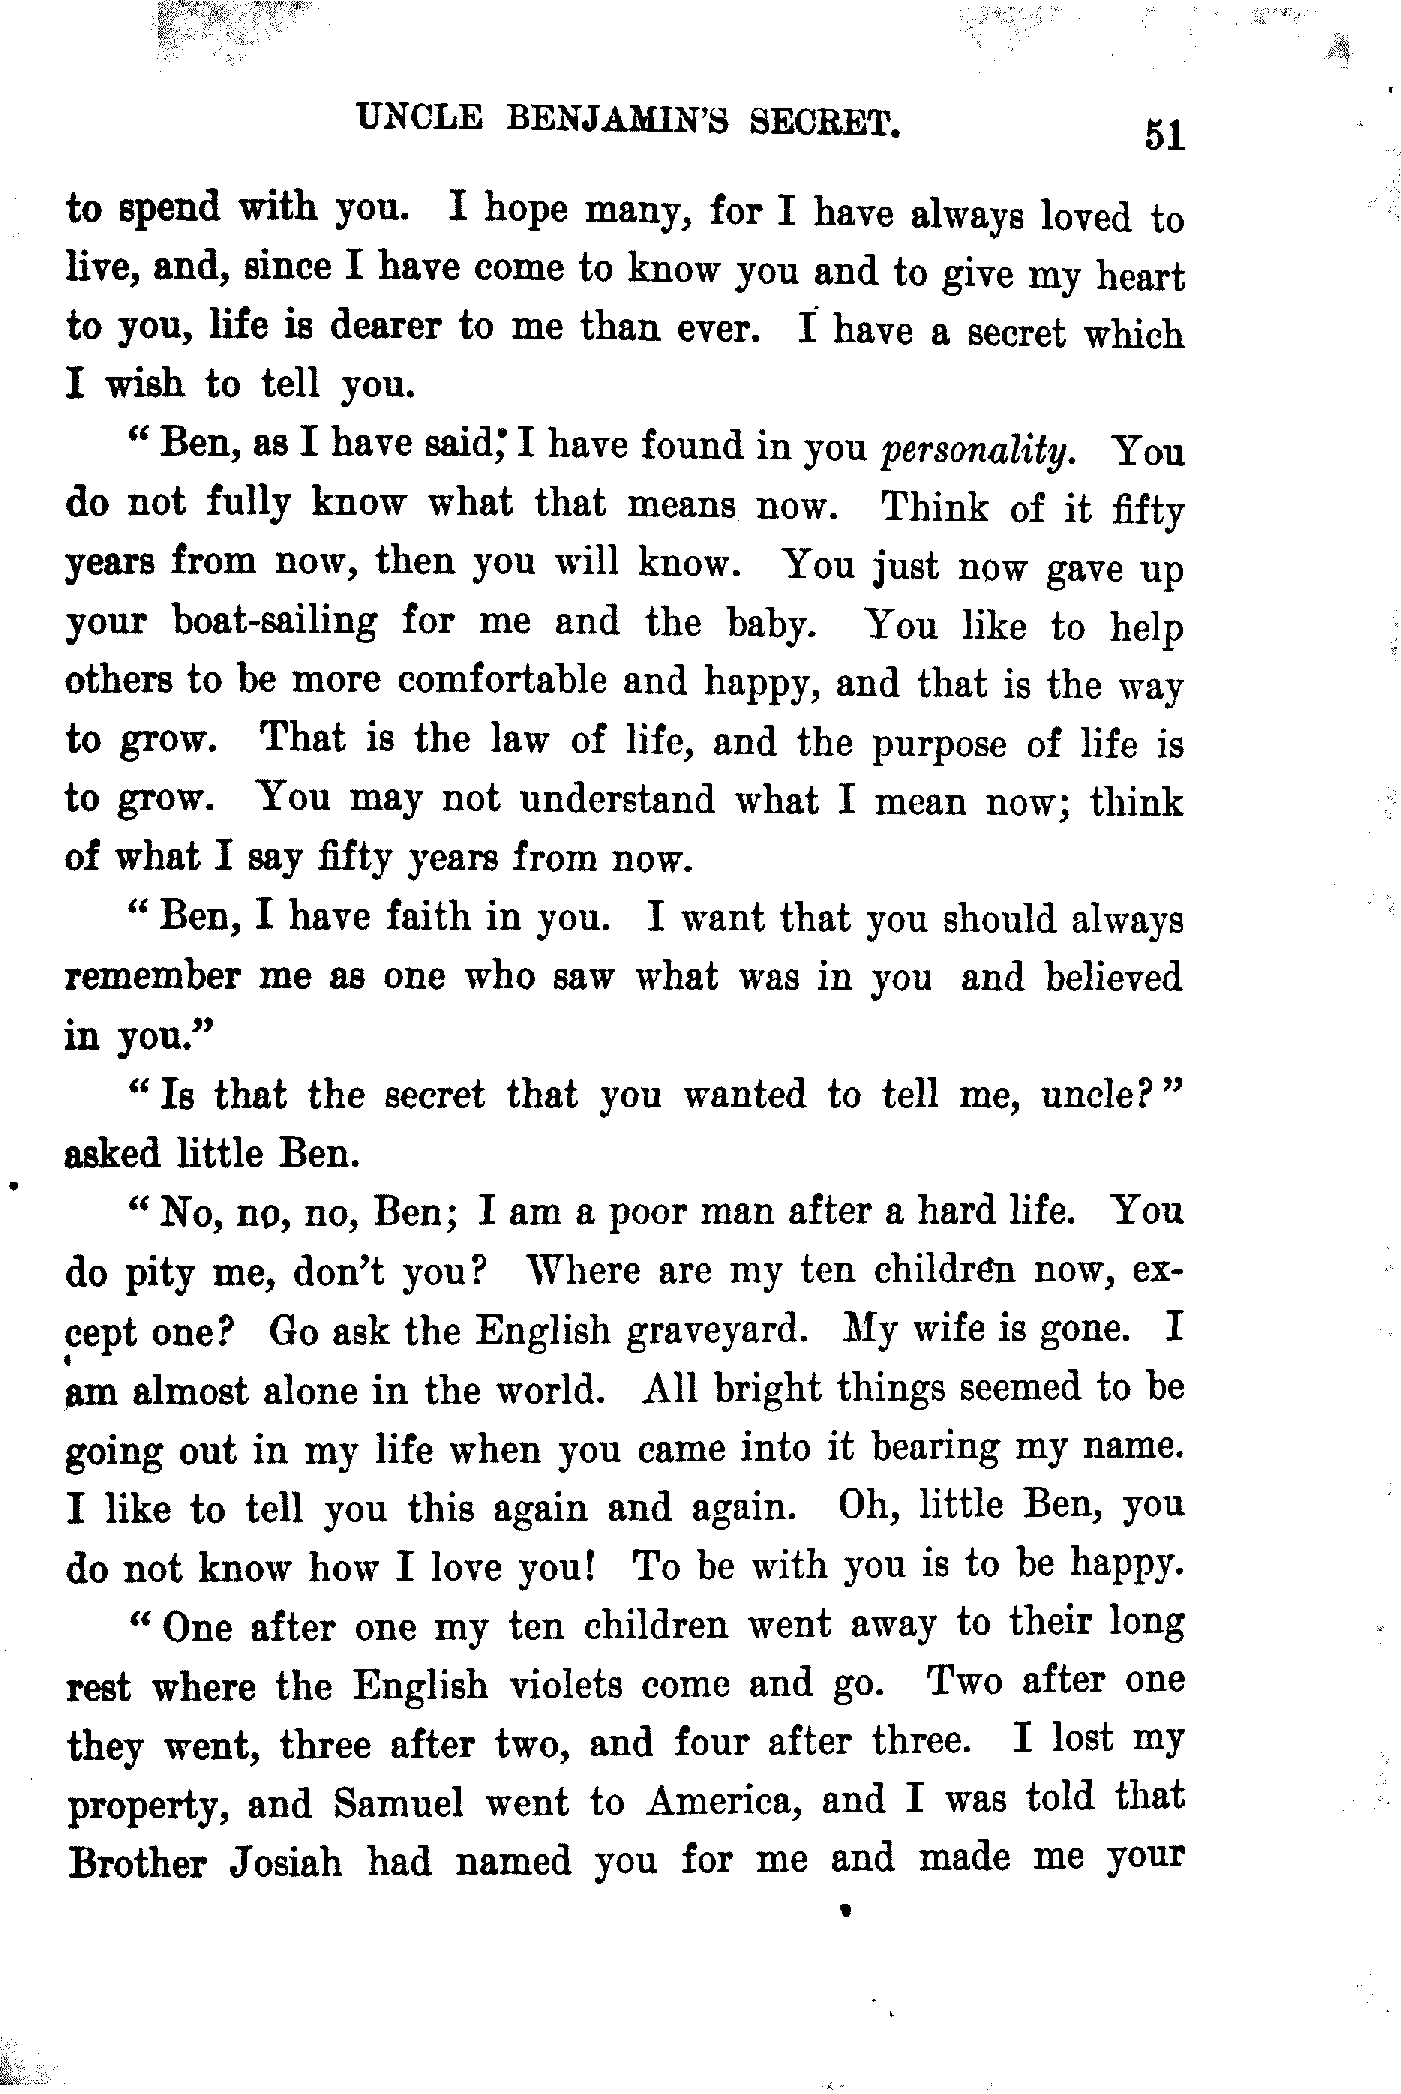 UNCLE BENJAMIN'S SECRET. 51
to spend with you. I hope many, for I have always loved to
live, and, since I have come to know you and to give my heart
to you, life is dearer to me than ever. I have a secret which
I wish to tell you.
“ Ben, as I have said, I have found in you personality. You
do not fully know what that means now. Think of it fifty
years from now, then you will know. You just now gave up
your boat-sailing for me and the baby. You like to help
others to be more comfortable and happy, and that is the way
to grow. That is the law of life, and the purpose of life is
to grow. You may not understand what I mean now; think
of what I say fifty years from now.
“ Ben, I have faith in you. I want that you should always
remember me as one who saw what was in you and believed
in you.”
“ Is that the secret that you wanted to tell me, uncle? ”
asked little Ben.
“ No, no, no, Ben; I am a poor man after a hard life. You
do pity me, don't you? Where are my ten children now, ex-
cept one? Go ask the English graveyard. My wife is gone. I
am almost alone in the world. All bright things seemed to be
going out in my life when you came into it bearing my name.
I like to tell you this again and again. Oh, little Ben, you
do not know how I love you! To be with you is to be happy.
“ One after one my ten children went away to their long
rest where the English violets come and go. Two after one
they went, three after two, and four after three. I lost my
property, and Samuel went to America, and I was told that
Brother Josiah had named you for me and made me your